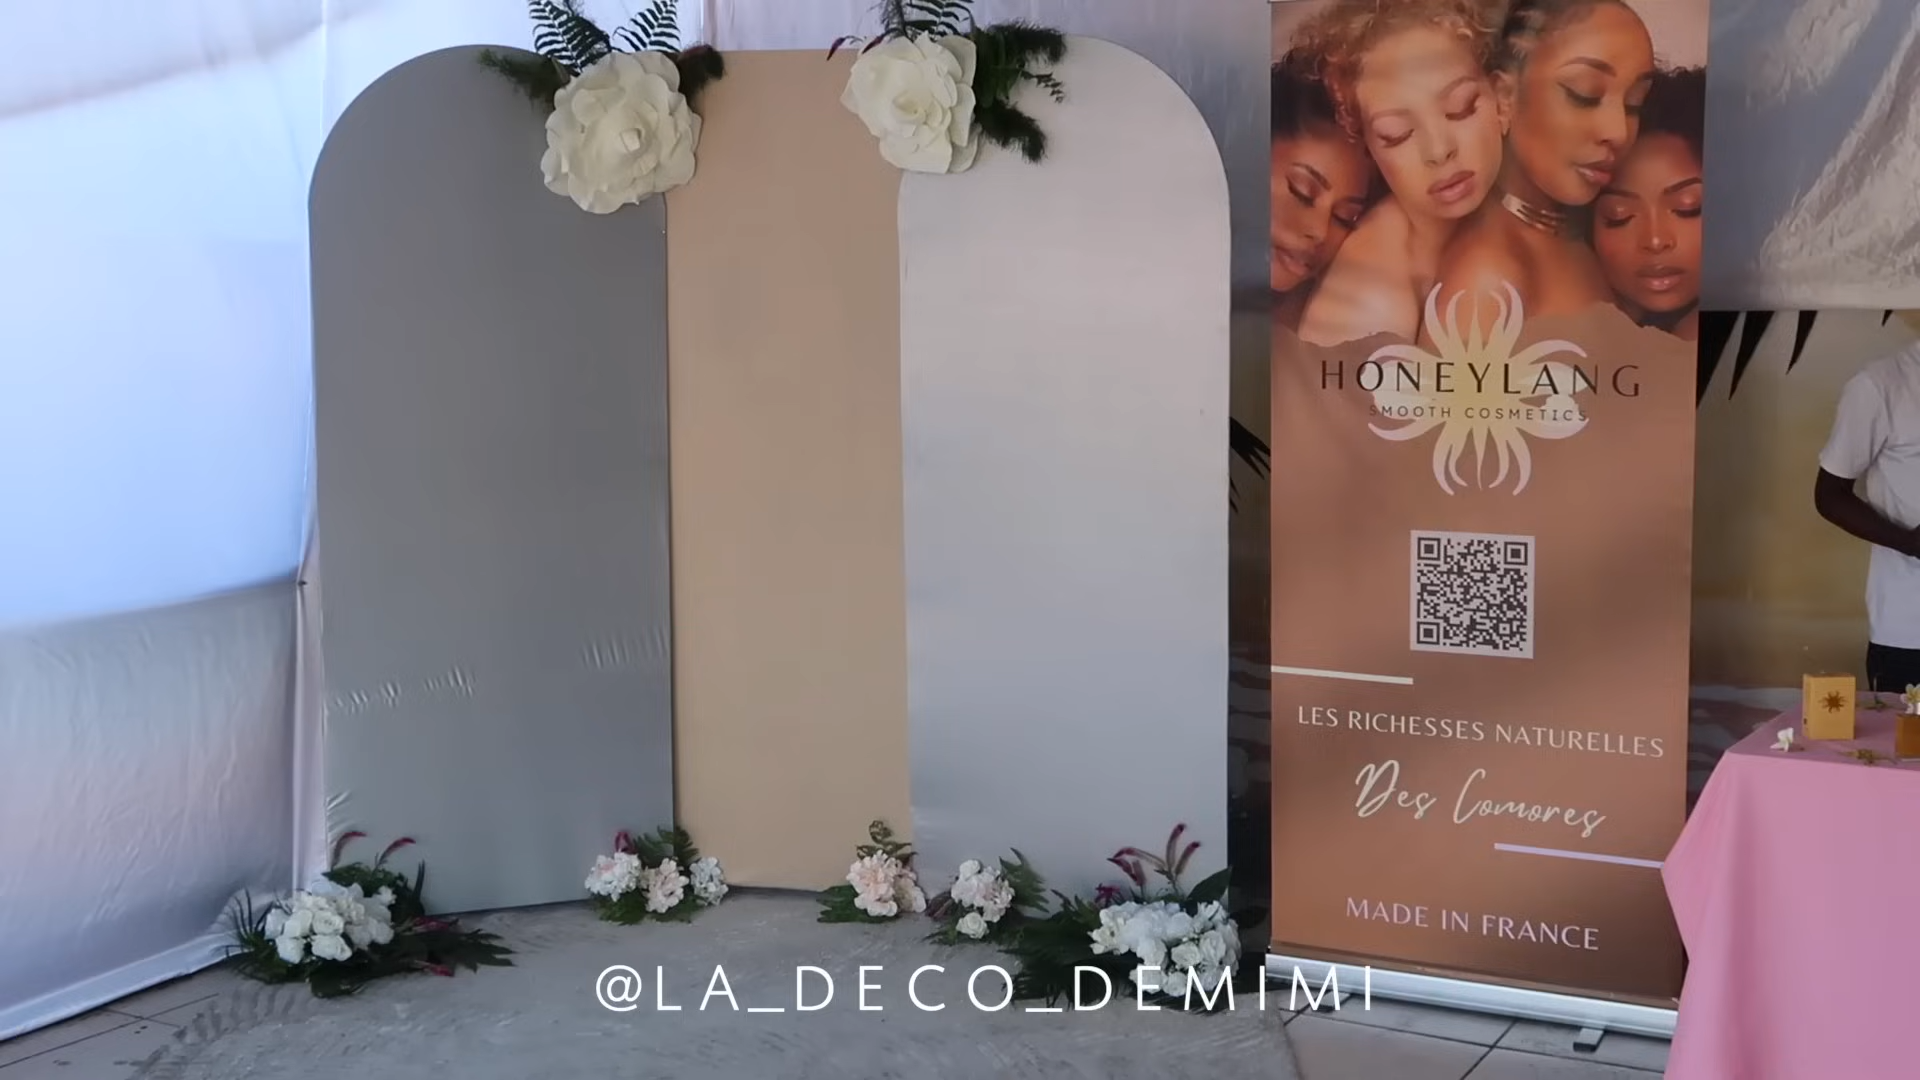 HONEYLANG
SMOOTH COSMETICS
LES RICHESSES NATURELLES
Des Comores
MADE IN FRANCE
@LA_DECO_DEMIMI